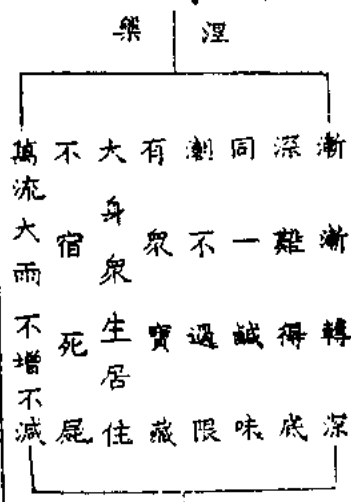 涅槃
漸漸轉深
深難得底
同一鹹味
潮不過限
有衆寶藏
大身衆生居住
不宿死屍
萬流大雨不增不減